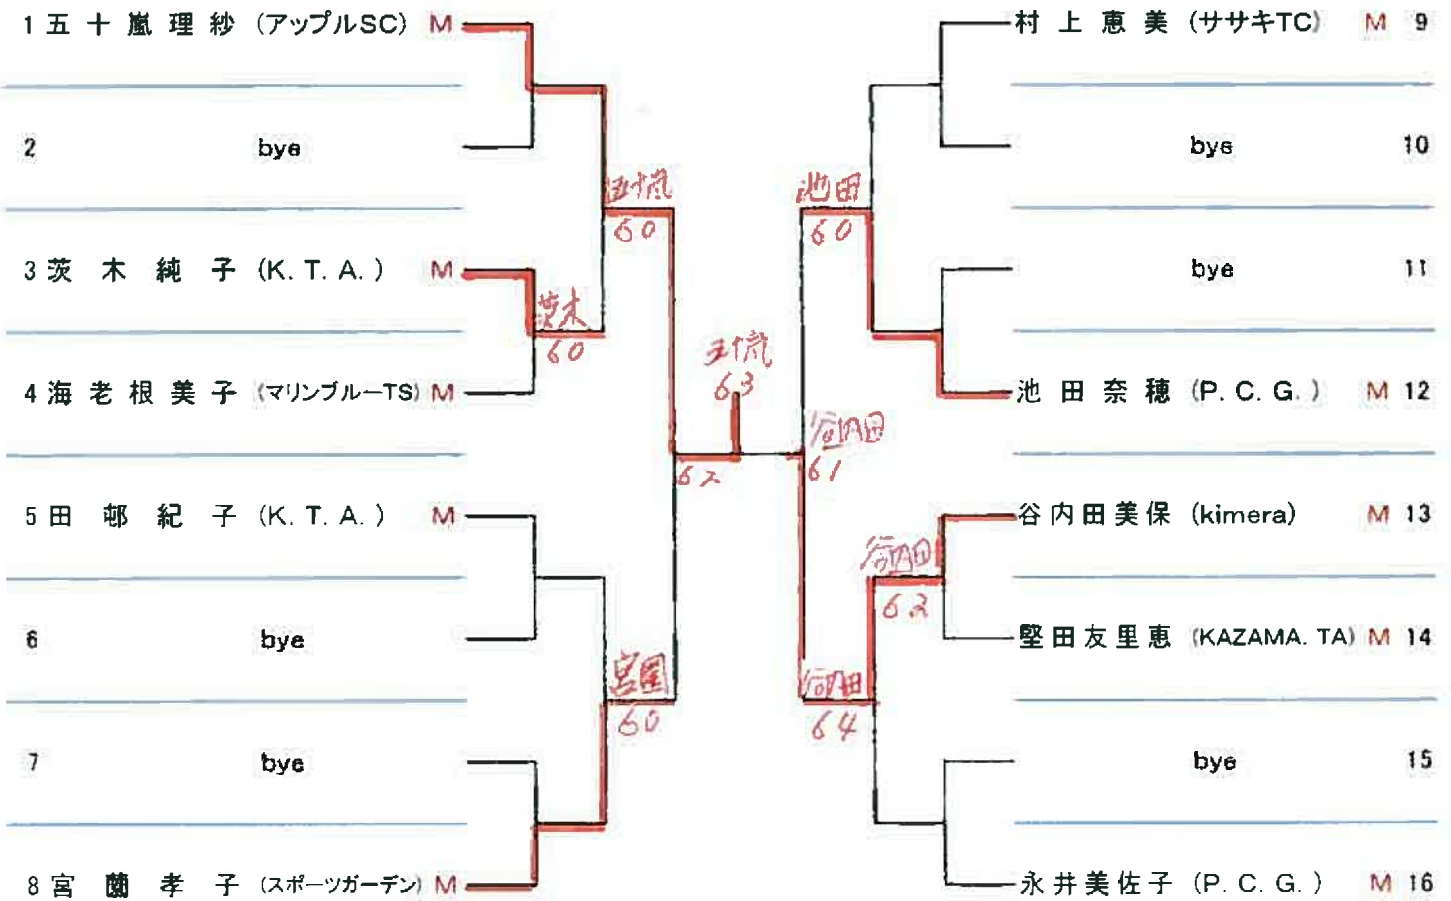 1 五十嵐理紗 (アップルSC) M
2 bye
五十嵐
60
3 茨木純子 (K.T.A.) M
茨木
60
4 海老根美子 (マリンブルーTS) M
五十嵐
63
62
5 田邨紀子 (K.T.A.) M
6 bye
宮園
60
7 bye
8 宮薗孝子 (スポーツガーデン) M
村上恵美 (ササキTC) M 9
bye 10
池田
60
bye 11
池田奈穂 (P.C.G.) M 12
谷内田
61
谷内田美保 (kimera) M 13
谷内田
62
堅田友里恵 (KAZAMA.TA) M 14
谷内田
64
bye 15
永井美佐子 (P.C.G.) M 16